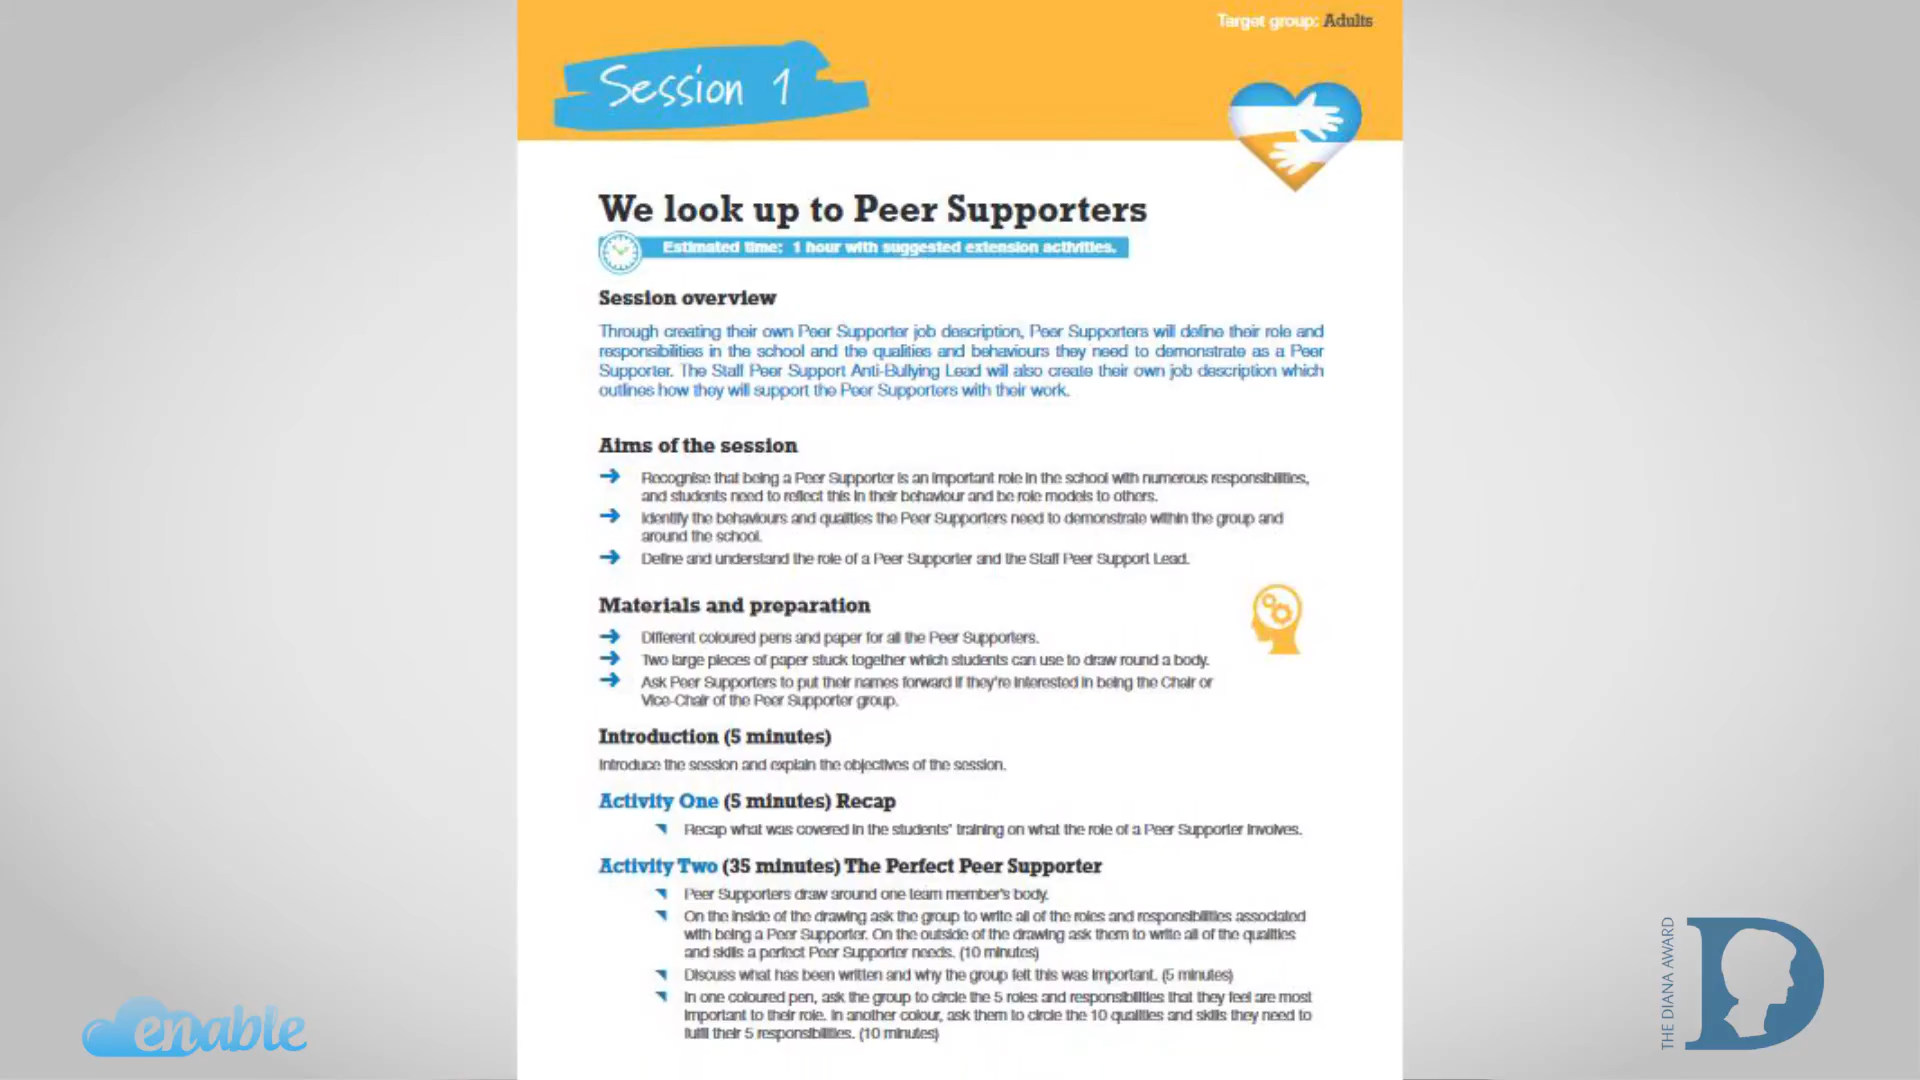 Target group: Adults
Session 1
We look up to Peer Supporters
Estimated time: 1 hour with suggested extension activities.
Session overview
Through creating their own Peer Supporter job description, Peer Supporters will define their role and
responsibilities in the school and the qualities and behaviours they need to demonstrate as a Peer
Supporter. The Staff Peer Support Anti-Bullying Lead will also create their own job description which
outlines how they will support the Peer Supporters with their work.
Aims of the session
Recognise that being a Peer Supporter is an important role in the school with numerous responsibilities,
and students need to reflect this in their behaviour and be role models to others.
Identify the behaviours and qualities the Peer Supporters need to demonstrate within the group and
around the school.
Define and understand the role of a Peer Supporter and the Staff Peer Support Lead.
Materials and preparation
Different coloured pens and paper for all the Peer Supporters.
Two large pieces of paper stuck together which students can use to draw round a body.
Ask Peer Supporters to put their names forward if they're interested in being the Chair or
Vice-Chair of the Peer Supporter group.
Introduction (5 minutes)
Introduce the session and explain the objectives of the session.
Activity One (5 minutes) Recap
Recap what was covered in the students' training on what the role of a Peer Supporter involves.
Activity Two (35 minutes) The Perfect Peer Supporter
Peer Supporters draw around one team member's body.
On the inside of the drawing ask the group to write all of the roles and responsibilities associated
with being a Peer Supporter. On the outside of the drawing ask them to write all of the qualities
and skills a perfect Peer Supporter needs. (10 minutes)
Discuss what has been written and why the group felt this was important. (5 minutes)
In one coloured pen, ask the group to circle the 5 roles and responsibilities that they feel are most
important to their role. In another colour, ask them to circle the 10 qualities and skills they need to
fulfil their 5 responsibilities. (10 minutes)
enable
THE DIANA AWARD
D